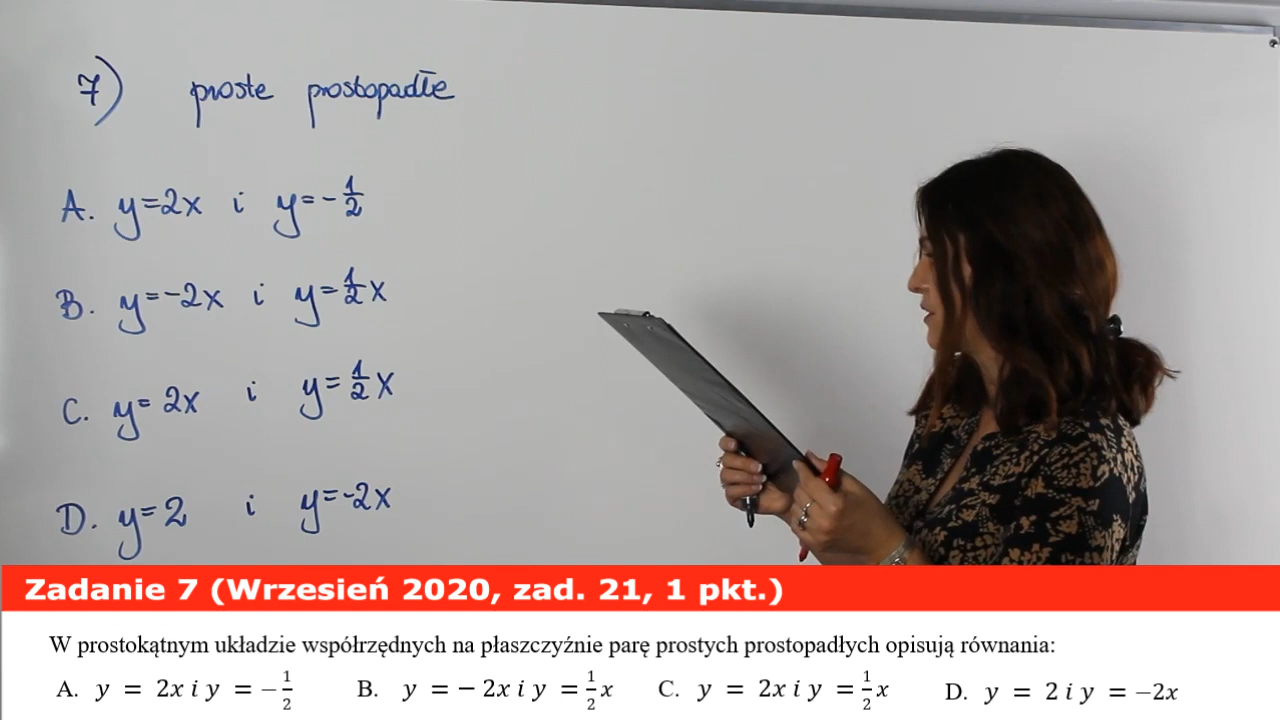 7) proste prostopadłe
A. y=2x i y=-1/2
B. y=-2x i y=1/2x
C. y=2x i y=1/2x
D. y=2 i y=-2x
Zadanie 7 (Wrzesień 2020, zad. 21, 1 pkt.)
W prostokątnym układzie współrzędnych na płaszczyźnie parę prostych prostopadłych opisują równania:
A. y = 2x i y = −1/2 B. y = − 2x i y = 1/2x C. y = 2x i y = 1/2x D. y = 2 i y = −2x